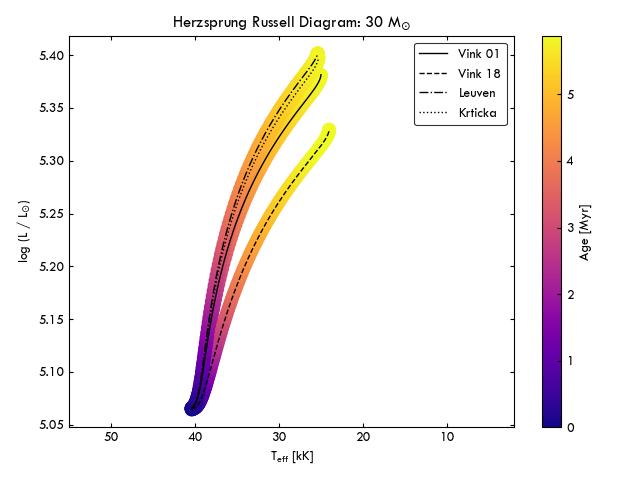 Herzsprung Russell Diagram: 30 M⊙
Vink 01
Vink 18
Leuven
Krticka
5.40
5.35
5.30
5.25
5.20
5.15
5.10
5.05
log (L / L⊙)
50
40
30
20
10
T_eff [kK]
5
4
3
2
1
0
Age [Myr]